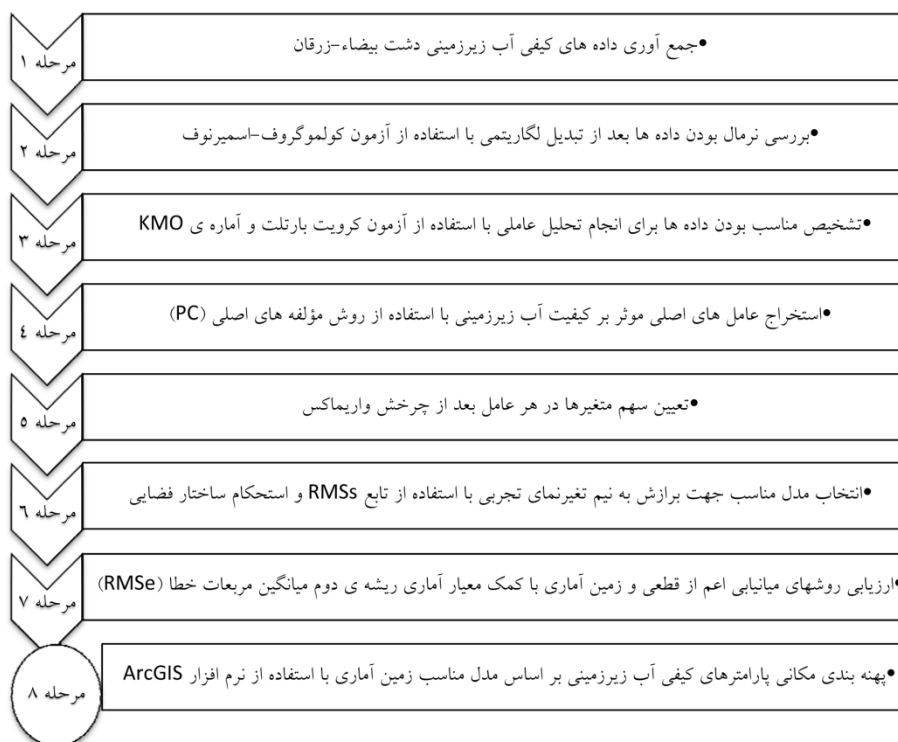 مرحله ۱
•جمع آوری داده های کیفی آب زیرزمینی دشت بیضاء-زرقان
مرحله ۲
•بررسی نرمال بودن داده ها بعد از تبدیل لگاریتمی با استفاده از آزمون کولموگروف-اسمیرنوف
مرحله ۳
•تشخیص مناسب بودن داده ها برای انجام تحلیل عاملی با استفاده از آزمون کرویت بارتلت و آماره ی KMO
مرحله ٤
•استخراج عامل های اصلی موثر بر کیفیت آب زیرزمینی با استفاده از روش مؤلفه های اصلی (PC)
مرحله ٥
•تعیین سهم متغیرها در هر عامل بعد از چرخش واریماکس
مرحله ٦
•انتخاب مدل مناسب جهت برازش به نیم تغیرنمای تجربی با استفاده از تابع RMSs و استحکام ساختار فضایی
مرحله ۷
•ارزیابی روشهای میانیابی اعم از قطعی و زمین آماری با کمک معیار آماری ریشه ی دوم میانگین مربعات خطا (RMSe)
مرحله ۸
•پهنه بندی مکانی پارامترهای کیفی آب زیرزمینی بر اساس مدل مناسب زمین آماری با استفاده از نرم افزار ArcGIS